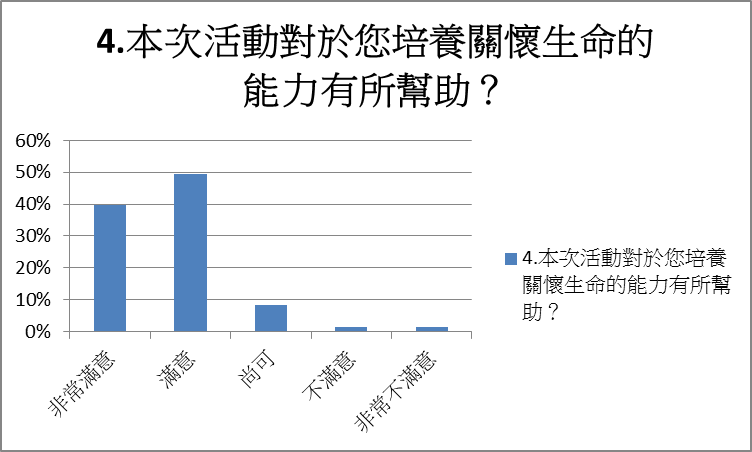 4.本次活動對於您培養關懷生命的
能力有所幫助？
60%
50%
40%
30%
20%
10%
0%
非常滿意
滿意
尚可
不滿意
非常不滿意
4.本次活動對於您培養
關懷生命的能力有所幫
助？